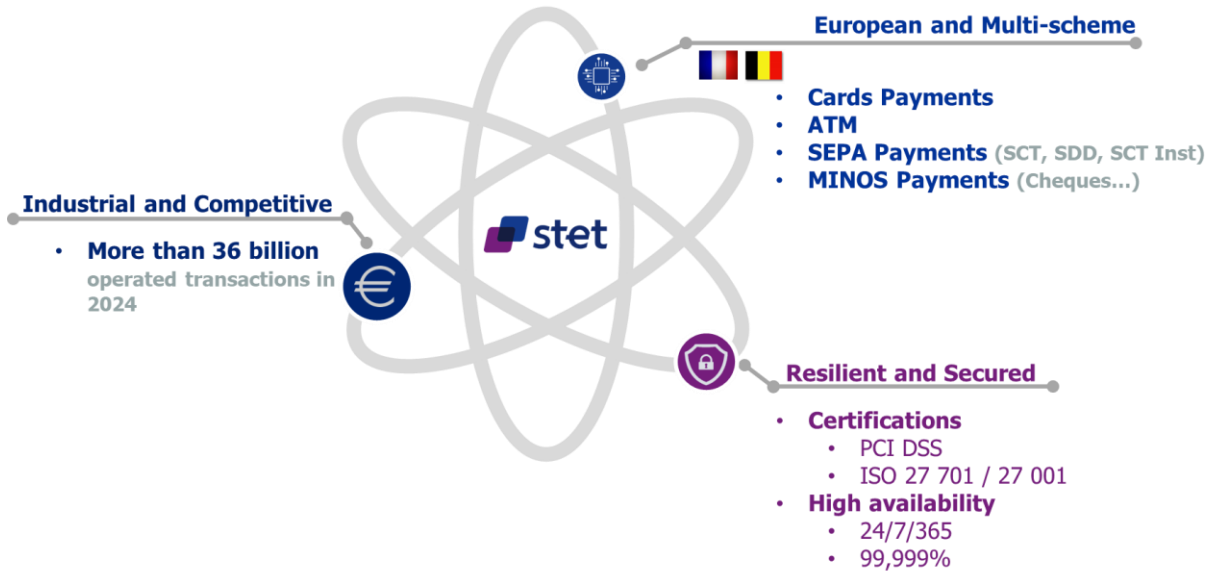 European and Multi-scheme
• Cards Payments
• ATM
• SEPA Payments (SCT, SDD, SCT Inst)
• MINOS Payments (Cheques...)
Industrial and Competitive
• More than 36 billion
operated transactions in
2024
stet
Resilient and Secured
• Certifications
• PCI DSS
• ISO 27 701 / 27 001
• High availability
• 24/7/365
• 99,999%